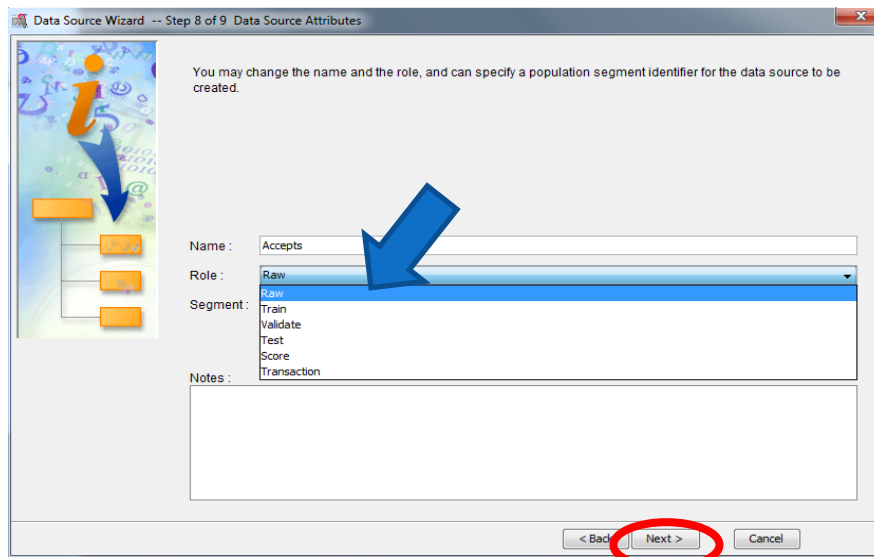 Data Source Wizard -- Step 8 of 9 Data Source Attributes
You may change the name and the role, and can specify a population segment identifier for the data source to be
created.
Name : Accepts
Role : Raw
Raw
Segment :
Train
Validate
Test
Score
Transaction
Notes :
< Back Next > Cancel